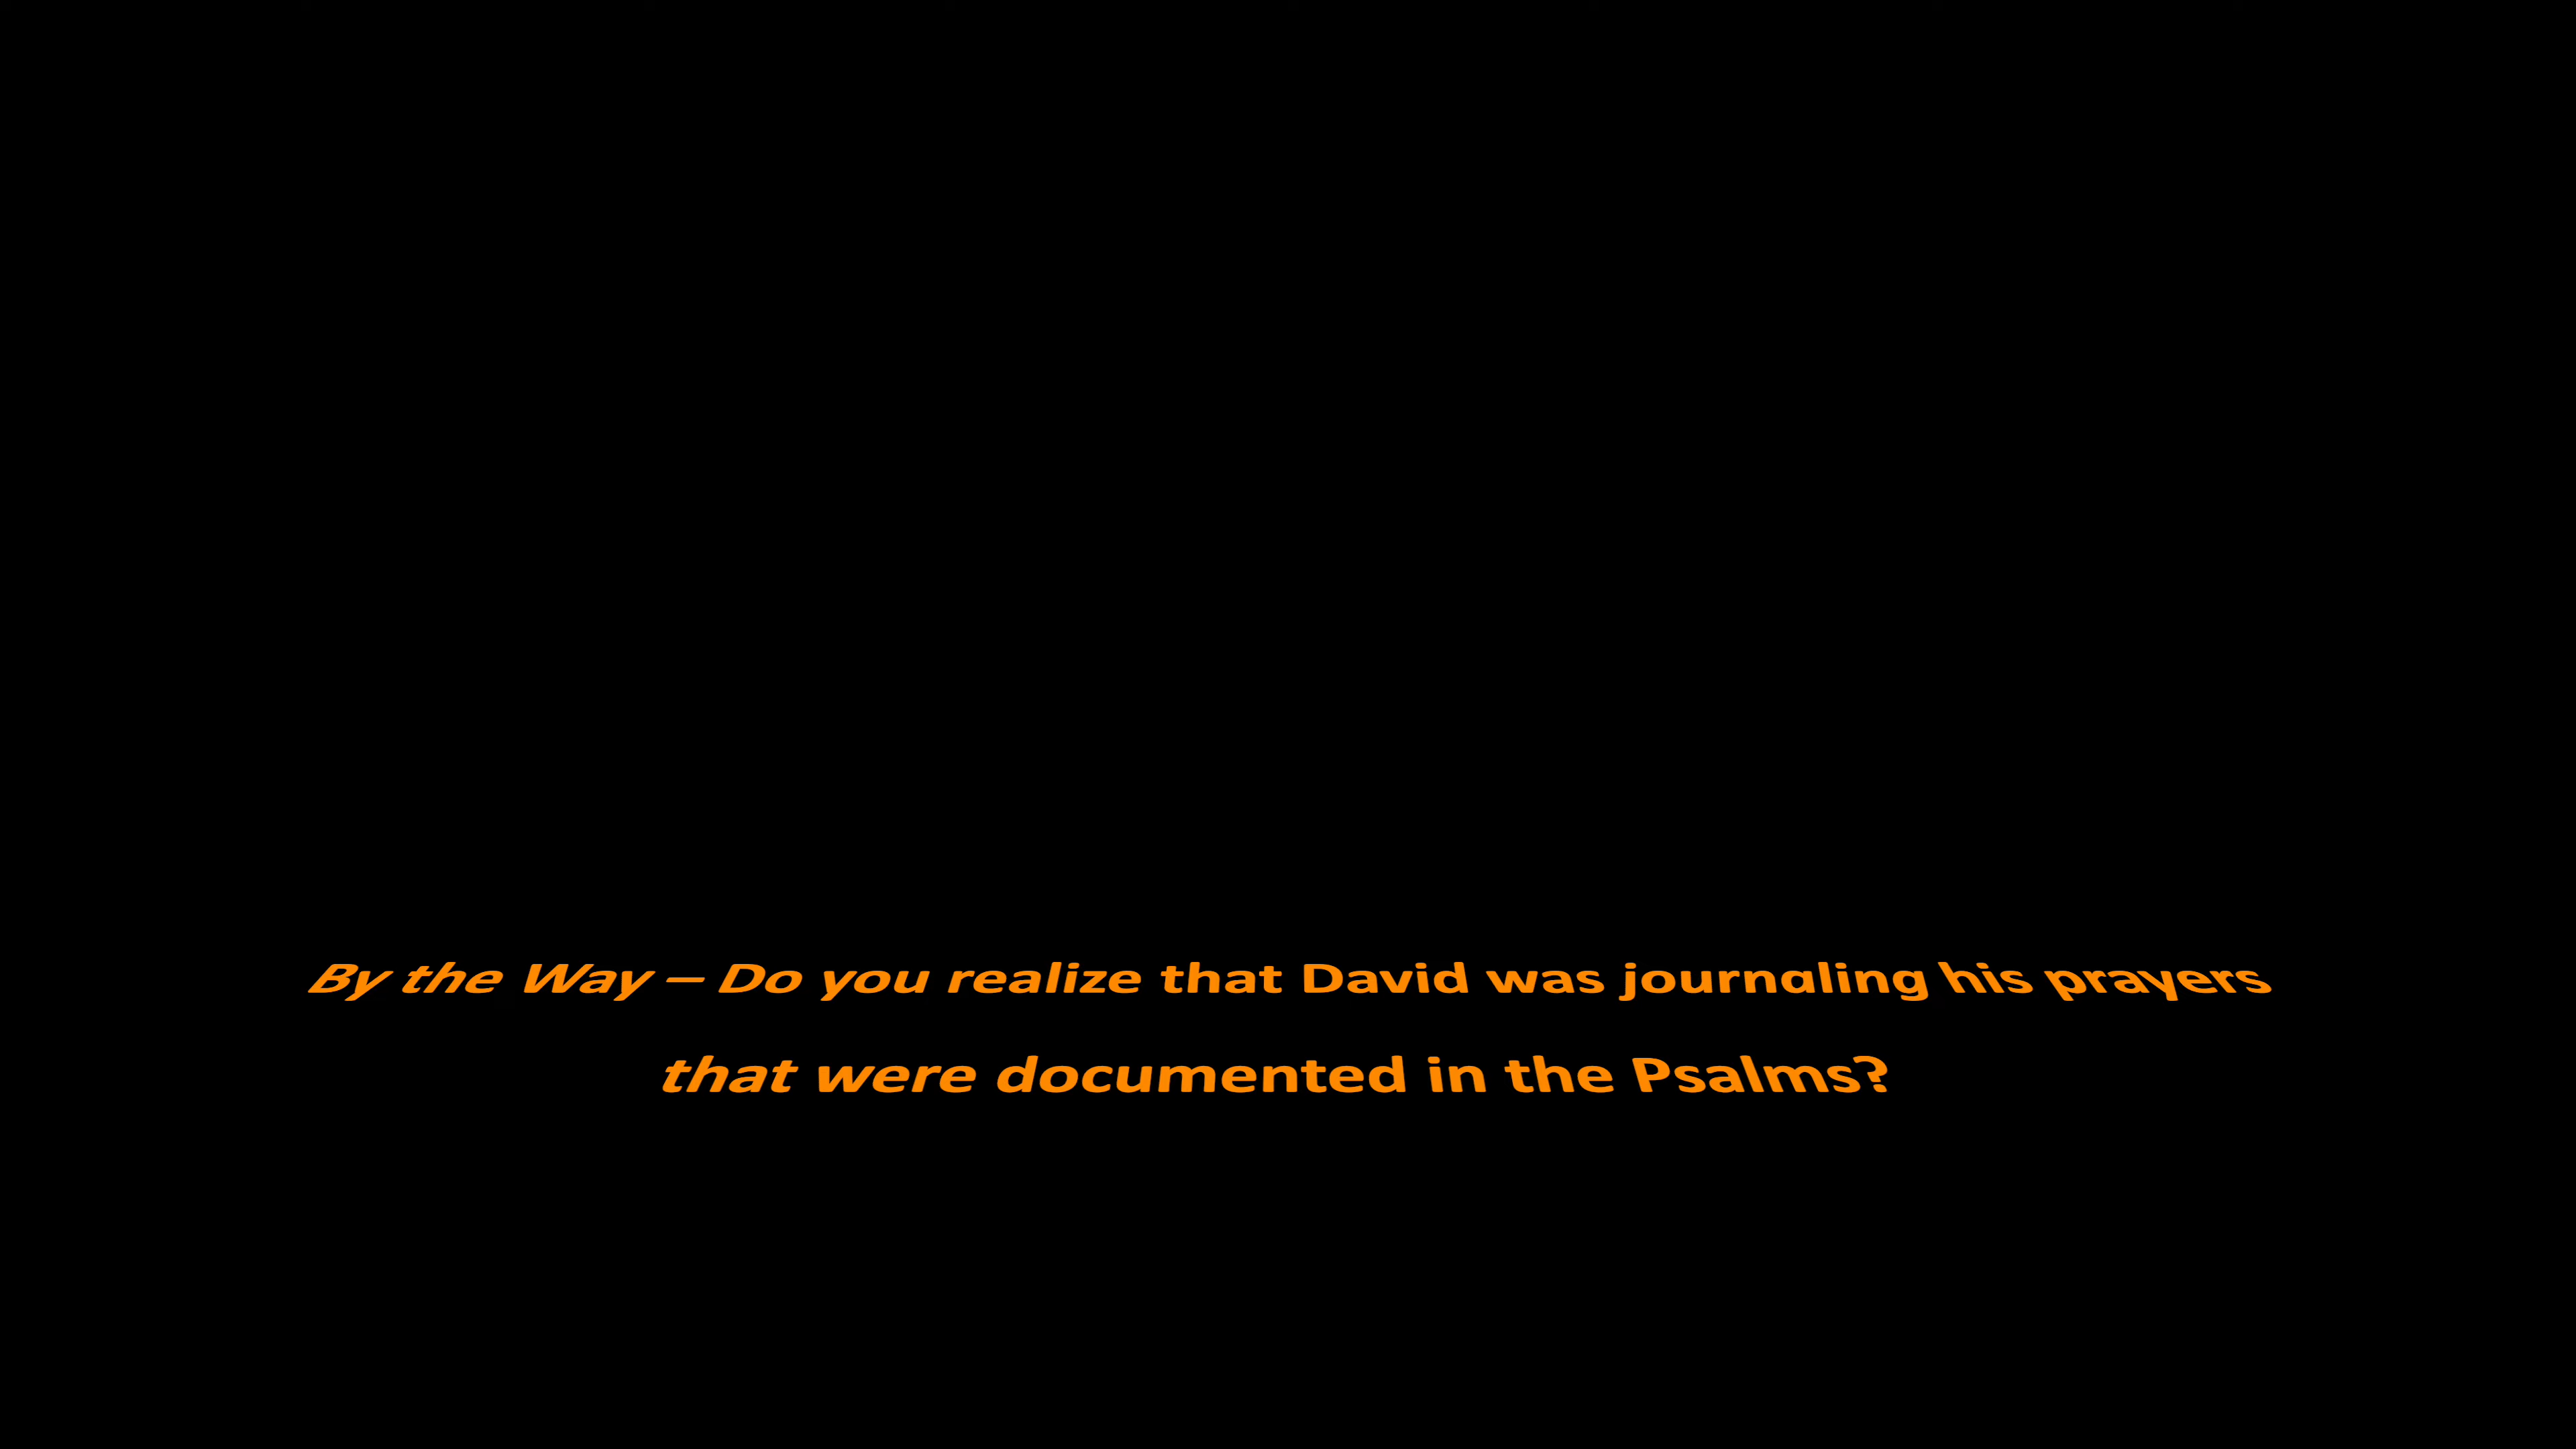 By the Way – Do you realize that David was journaling his prayers
that were documented in the Psalms?